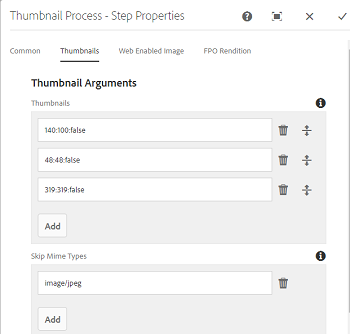 Thumbnail Process - Step Properties
Common Thumbnails Web Enabled Image FPO Rendition
Thumbnail Arguments
Thumbnails
140:100:false
48:48:false
319:319:false
Add
Skip Mime Types
image/jpeg
Add